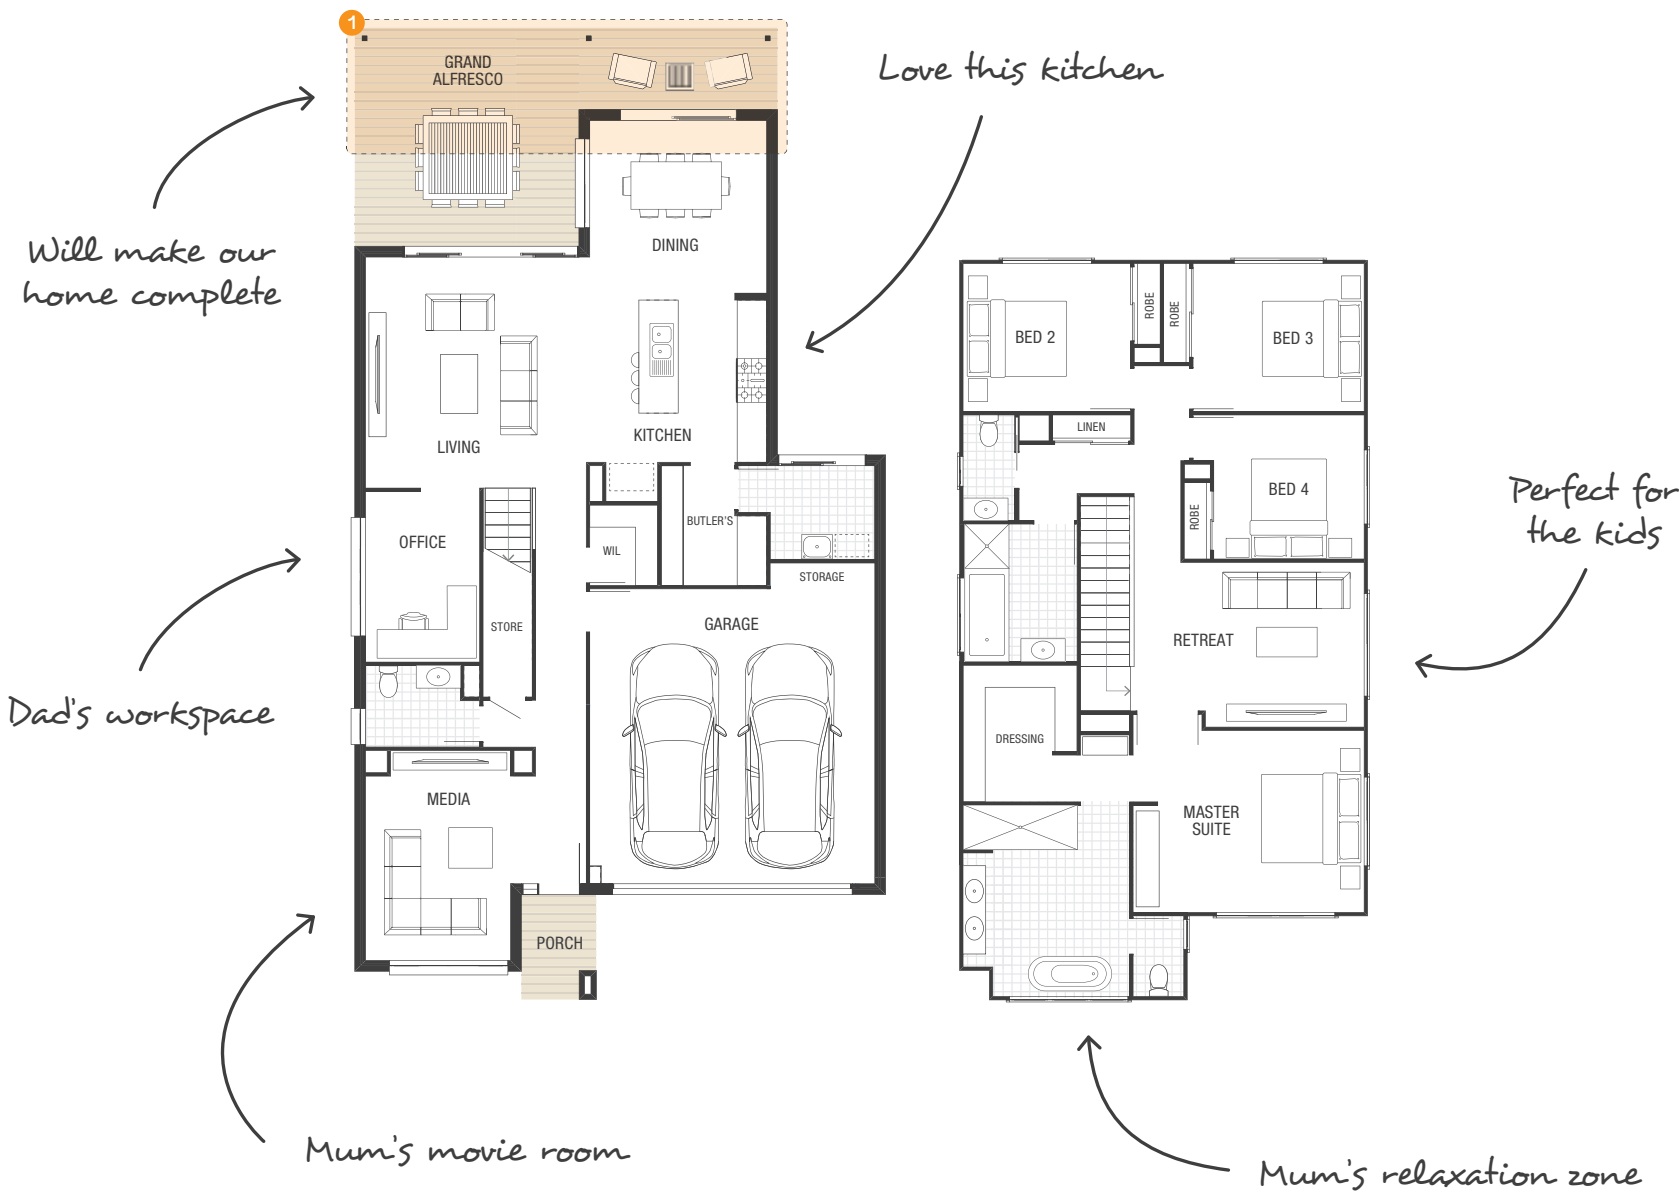 1
GRAND
ALFRESCO
Love this kitchen
Will make our
home complete
DINING
LIVING
KITCHEN
OFFICE
BUTLER'S
WIL
STORAGE
STORE
GARAGE
Dad's workspace
MEDIA
PORCH
Mum's movie room
BED 2
ROBE
ROBE
BED 3
LINEN
BED 4
ROBE
Perfect for
the kids
RETREAT
DRESSING
MASTER
SUITE
Mum's relaxation zone